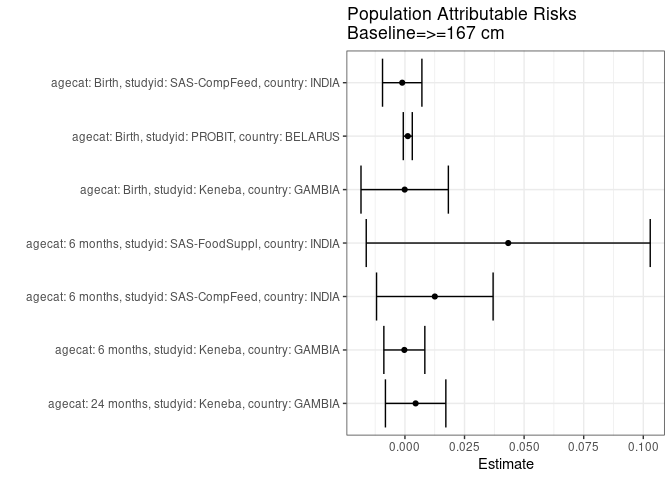 Population Attributable Risks
Baseline=>=167 cm
agecat: Birth, studyid: SAS-CompFeed, country: INDIA
agecat: Birth, studyid: PROBIT, country: BELARUS
agecat: Birth, studyid: Keneba, country: GAMBIA
agecat: 6 months, studyid: SAS-FoodSuppl, country: INDIA
agecat: 6 months, studyid: SAS-CompFeed, country: INDIA
agecat: 6 months, studyid: Keneba, country: GAMBIA
agecat: 24 months, studyid: Keneba, country: GAMBIA
0.000 0.025 0.050 0.075 0.100
Estimate